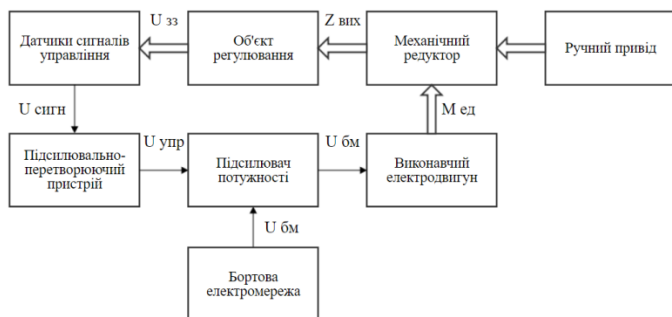 Датчики сигналів
управління
U зз
Об'єкт
регулювання
Z вих
Механічний
редуктор
Ручний привід
U сигн
М ед
Підсилювально-
перетворюючий
пристрій
U упр
Підсилювач
потужності
U бм
Виконавчий
електродвигун
U бм
Бортова
електромережа